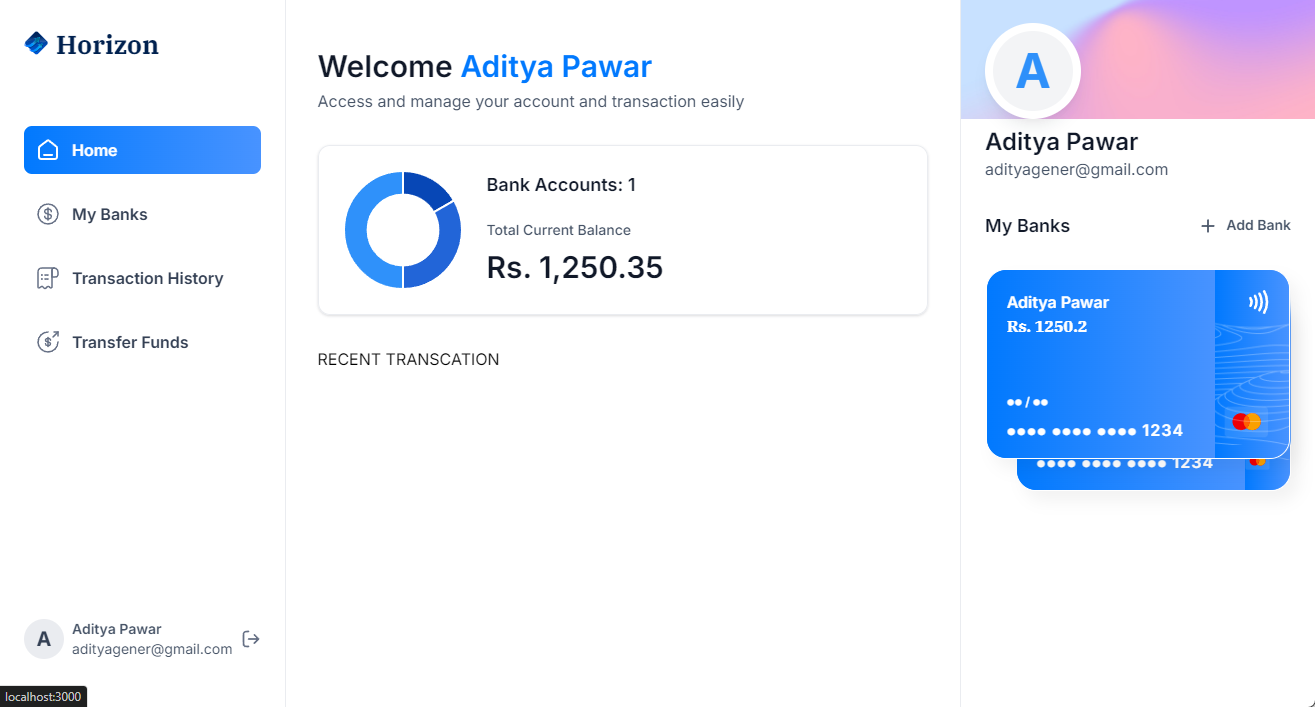 Horizon
Home
My Banks
Transaction History
Transfer Funds
A
Aditya Pawar
adityagener@gmail.com
localhost:3000
Welcome Aditya Pawar
Access and manage your account and transaction easily
Bank Accounts: 1
Total Current Balance
Rs. 1,250.35
RECENT TRANSCATION
A
Aditya Pawar
adityagener@gmail.com
My Banks
+ Add Bank
Aditya Pawar
Rs. 1250.2
●● / ●●
●●●● ●●●● ●●●● 1234
●●●● ●●●● ●●●● 1234